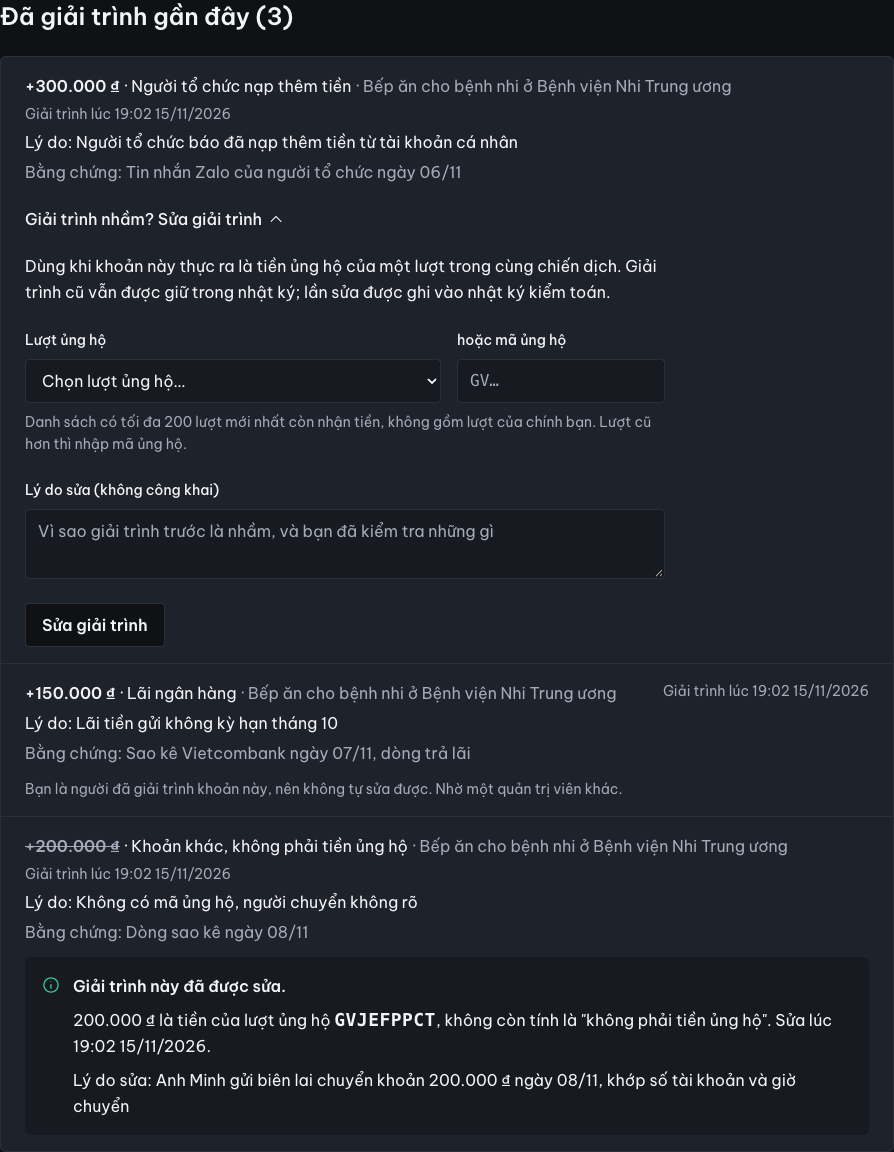 Đã giải trình gần đây (3)
+300.000 ₫ · Người tổ chức nạp thêm tiền · Bếp ăn cho bệnh nhi ở Bệnh viện Nhi Trung ương
Giải trình lúc 19:02 15/11/2026
Lý do: Người tổ chức báo đã nạp thêm tiền từ tài khoản cá nhân
Bằng chứng: Tin nhắn Zalo của người tổ chức ngày 06/11
Giải trình nhầm? Sửa giải trình
Dùng khi khoản này thực ra là tiền ủng hộ của một lượt trong cùng chiến dịch. Giải
trình cũ vẫn được giữ trong nhật ký; lần sửa được ghi vào nhật ký kiểm toán.
Lượt ủng hộ
hoặc mã ủng hộ
Chọn lượt ủng hộ…
GV…
Danh sách có tối đa 200 lượt mới nhất còn nhận tiền, không gồm lượt của chính bạn. Lượt cũ
hơn thì nhập mã ủng hộ.
Lý do sửa (không công khai)
Vì sao giải trình trước là nhầm, và bạn đã kiểm tra những gì
Sửa giải trình
+150.000 ₫ · Lãi ngân hàng · Bếp ăn cho bệnh nhi ở Bệnh viện Nhi Trung ương
Giải trình lúc 19:02 15/11/2026
Lý do: Lãi tiền gửi không kỳ hạn tháng 10
Bằng chứng: Sao kê Vietcombank ngày 07/11, dòng trả lãi
Bạn là người đã giải trình khoản này, nên không tự sửa được. Nhờ một quản trị viên khác.
+200.000 ₫ · Khoản khác, không phải tiền ủng hộ · Bếp ăn cho bệnh nhi ở Bệnh viện Nhi Trung ương
Giải trình lúc 19:02 15/11/2026
Lý do: Không có mã ủng hộ, người chuyển không rõ
Bằng chứng: Dòng sao kê ngày 08/11
Giải trình này đã được sửa.
200.000 ₫ là tiền của lượt ủng hộ GVJEFPPCT, không còn tính là "không phải tiền ủng hộ". Sửa lúc
19:02 15/11/2026.
Lý do sửa: Anh Minh gửi biên lai chuyển khoản 200.000 ₫ ngày 08/11, khớp số tài khoản và giờ
chuyển